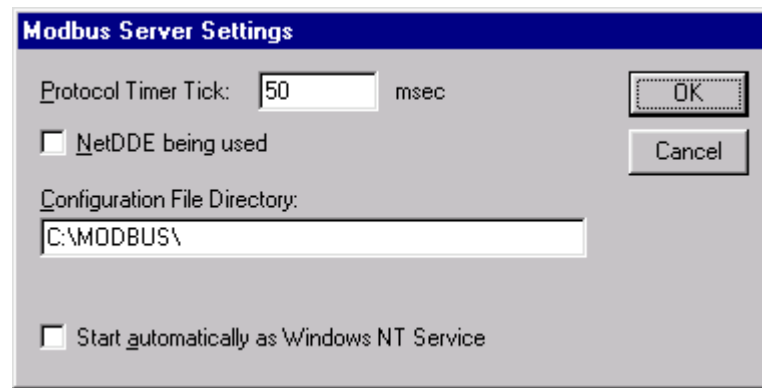 Modbus Server Settings
Protocol Timer Tick: 50 msec
OK
NetDDE being used
Cancel
Configuration File Directory:
C:\MODBUS\
Start automatically as Windows NT Service